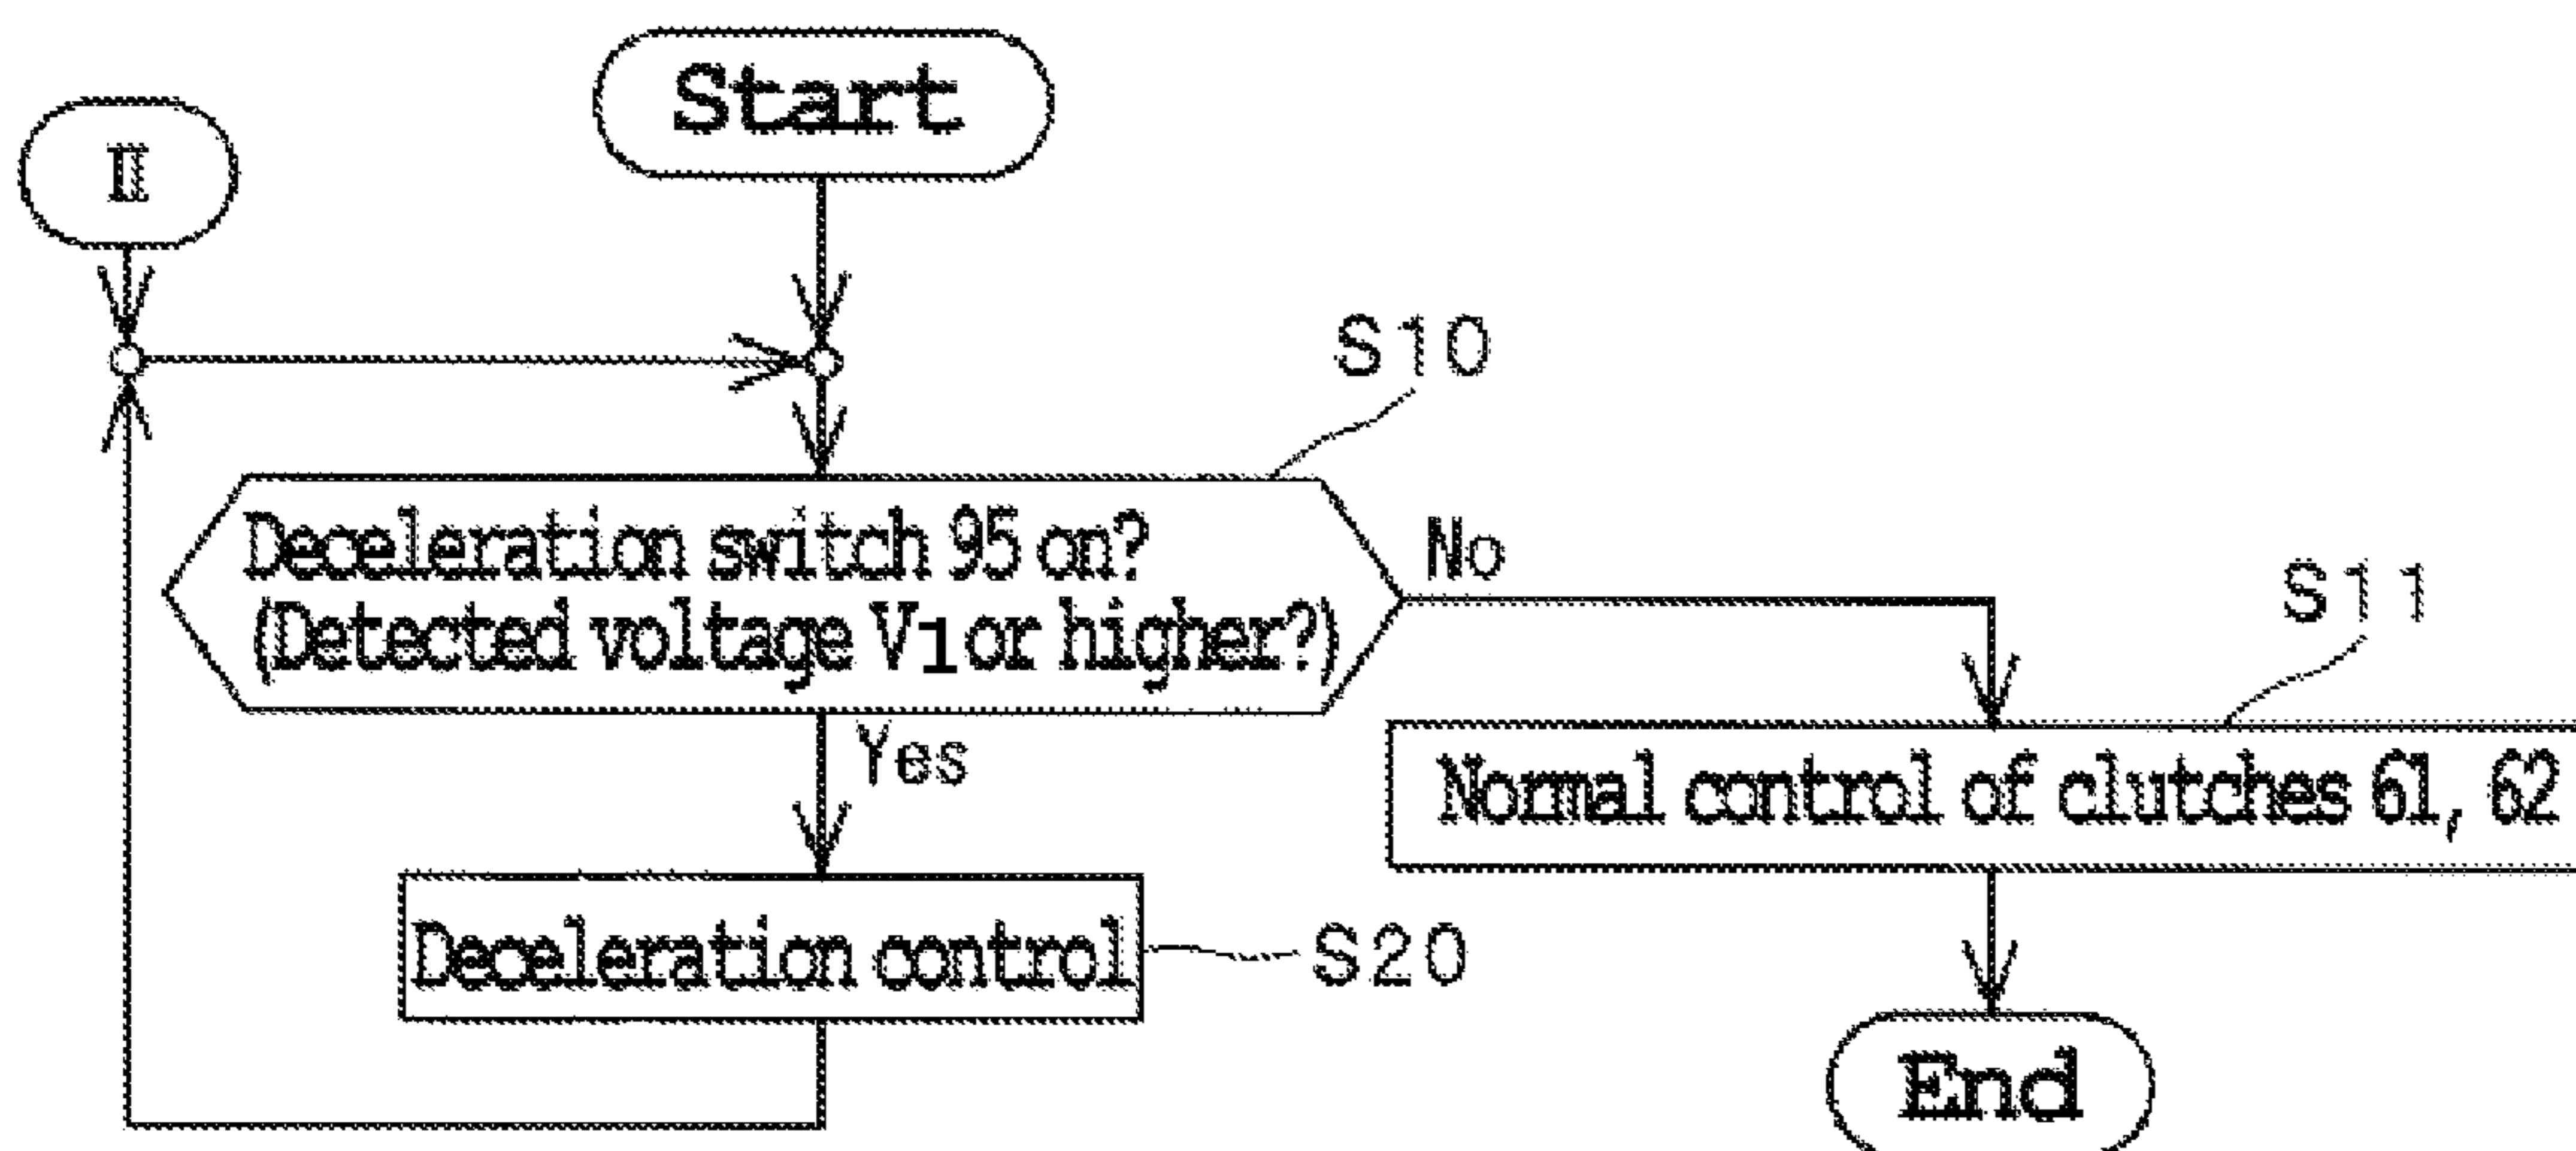 Start
II
S10
Deceleration switch 95 on?
(Detected voltage V1 or higher?)
No
S11
Yes
Normal control of clutches 61, 62
Deceleration control
S20
End